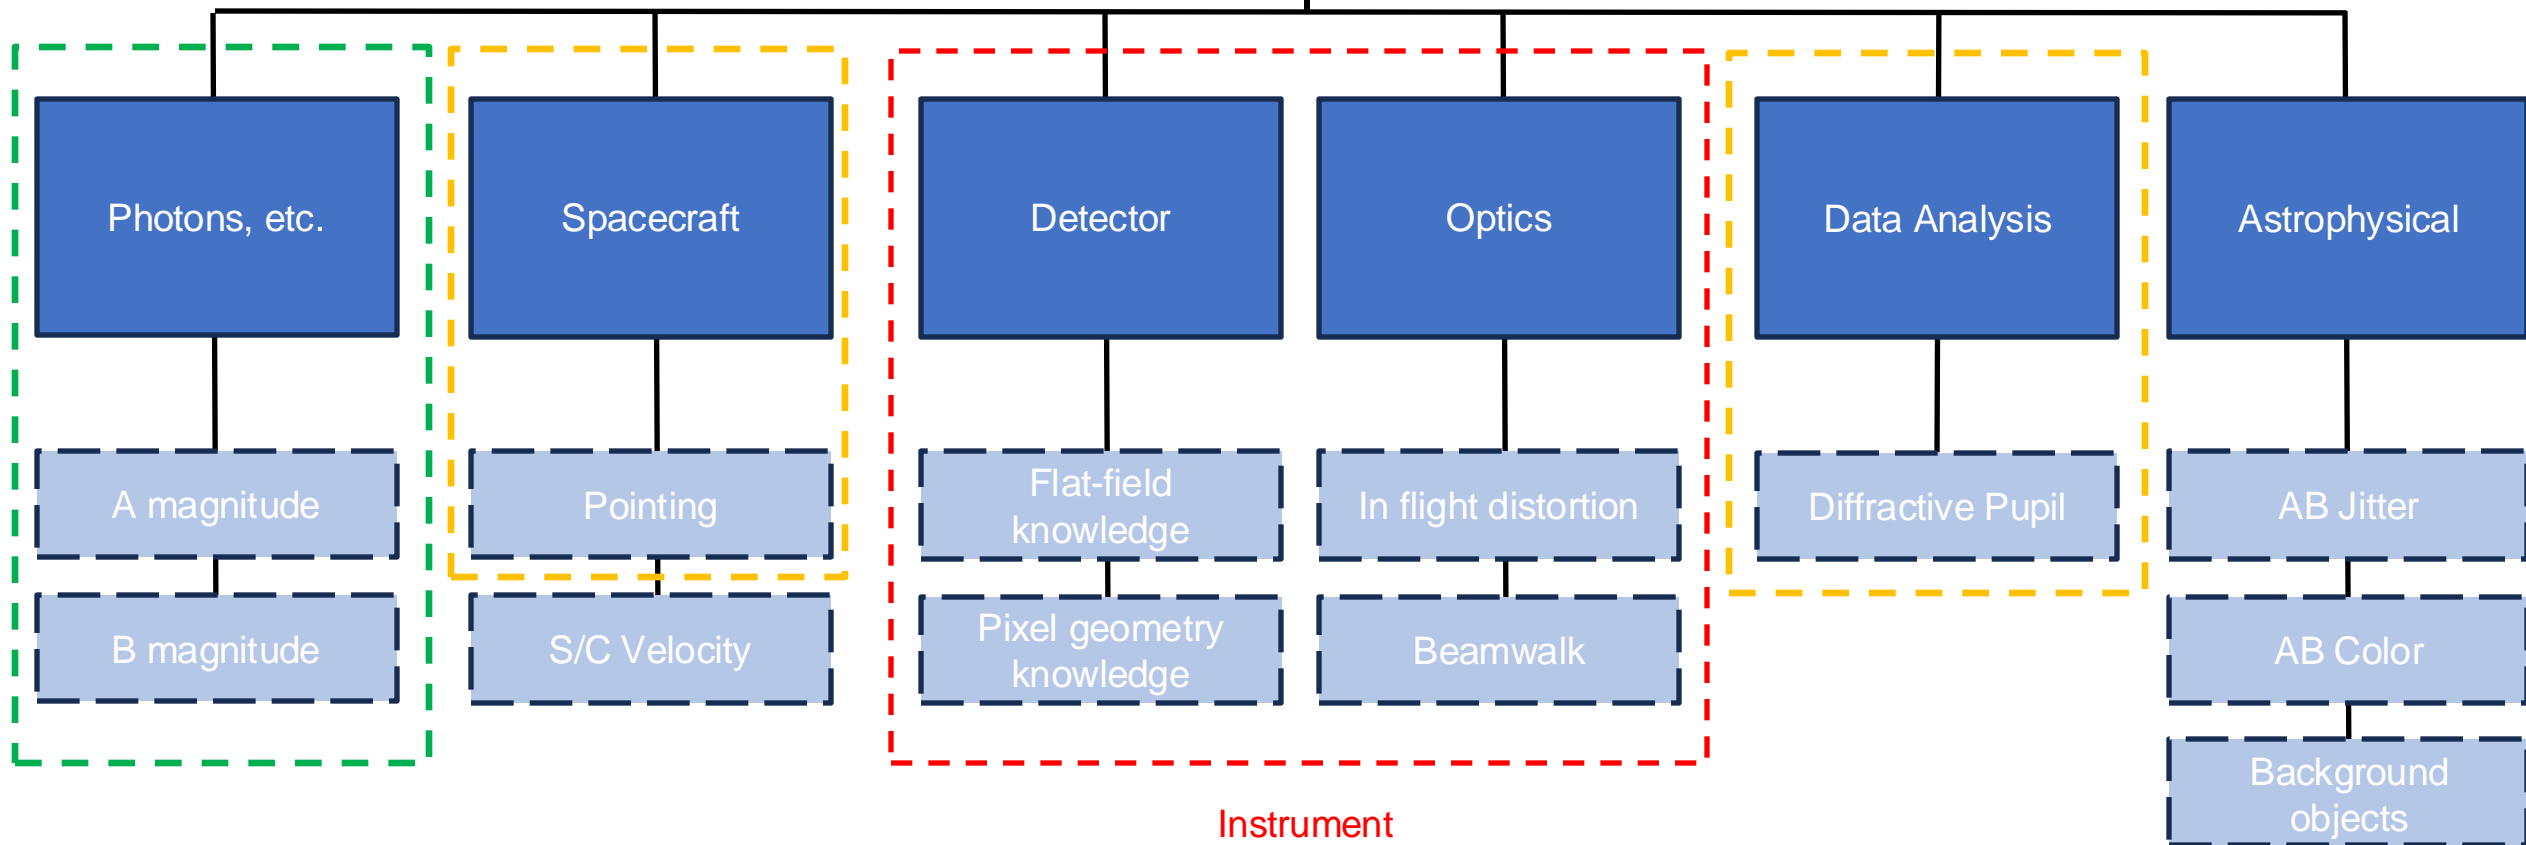 Photons, etc.
Spacecraft
Detector
Optics
Data Analysis
Astrophysical
A magnitude
Pointing
Flat-field
knowledge
In flight distortion
Diffractive Pupil
AB Jitter
B magnitude
S/C Velocity
Pixel geometry
knowledge
Beamwalk
AB Color
Background
objects
Instrument